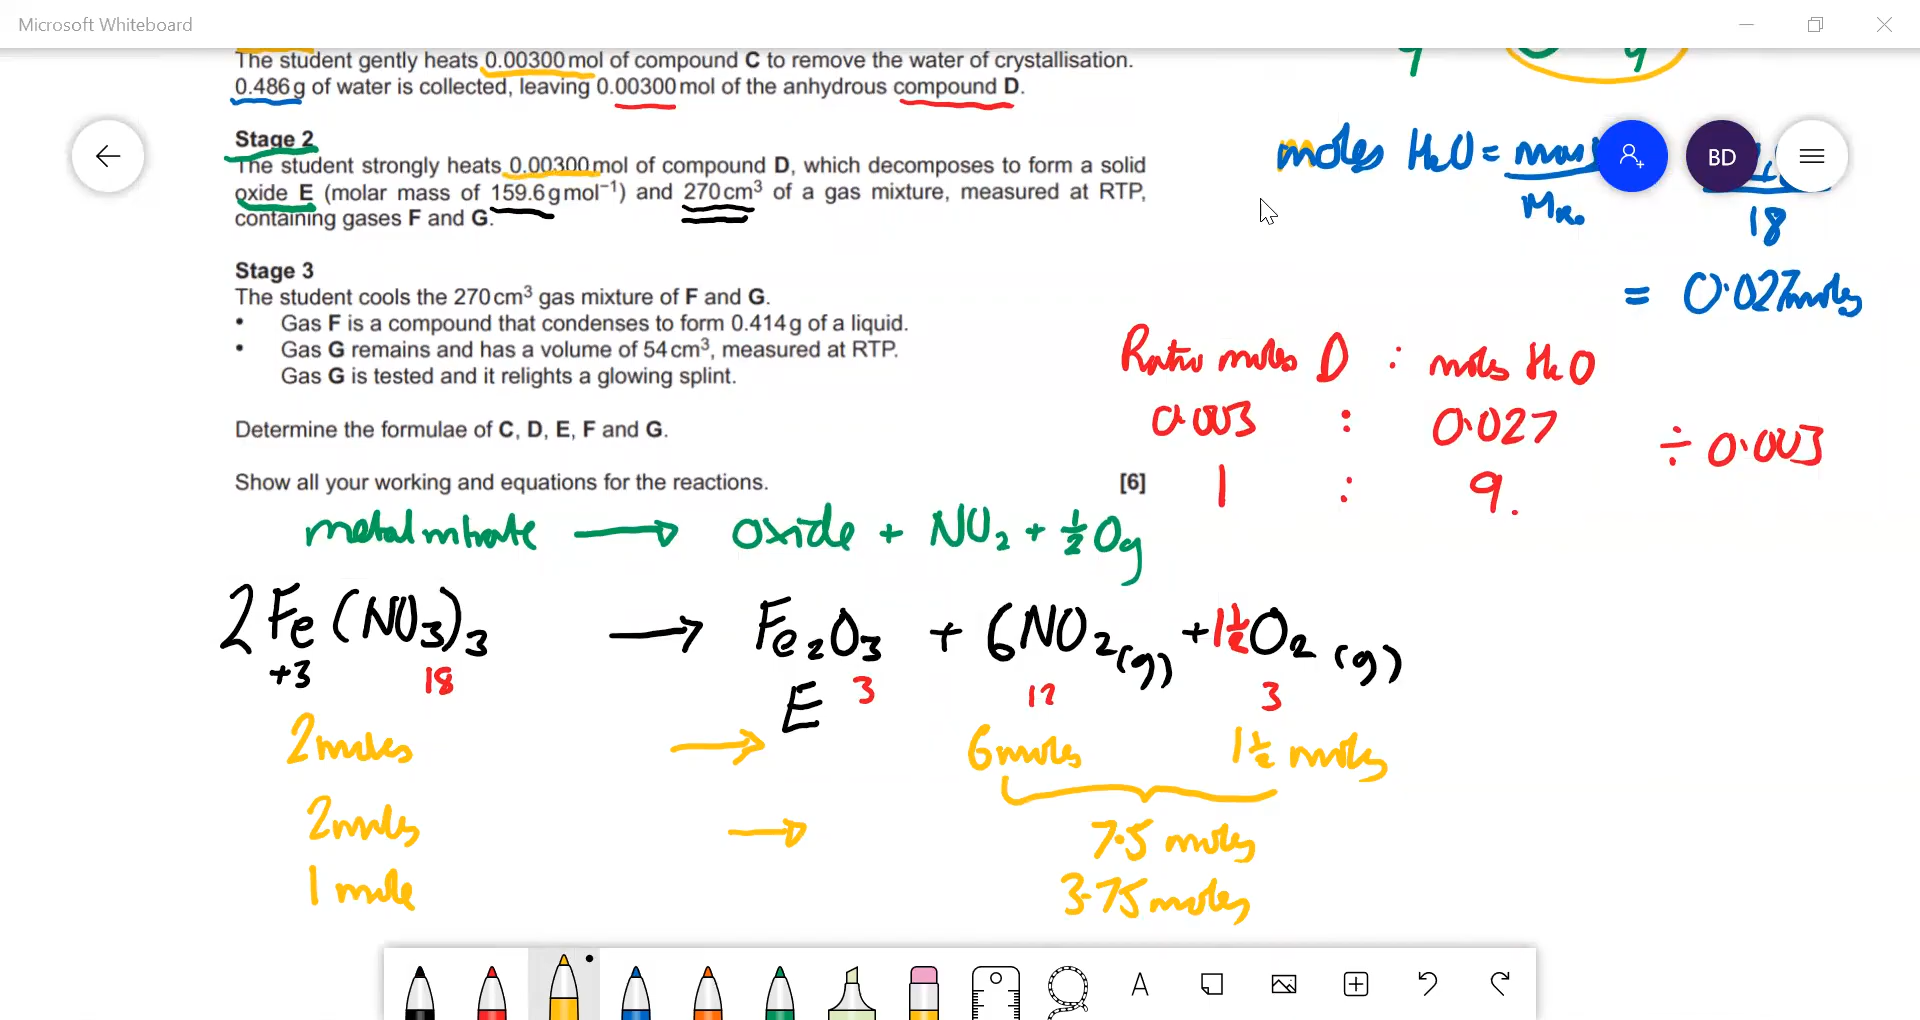 Microsoft Whiteboard
The student gently heats 0.00300 mol of compound C to remove the water of crystallisation.
0.486 g of water is collected, leaving 0.00300 mol of the anhydrous compound D.
Stage 2
The student strongly heats 0.00300 mol of compound D, which decomposes to form a solid
oxide E (molar mass of 159.6 g mol⁻¹) and 270 cm³ of a gas mixture, measured at RTP,
containing gases F and G.
Stage 3
The student cools the 270 cm³ gas mixture of F and G.
• Gas F is a compound that condenses to form 0.414 g of a liquid.
• Gas G remains and has a volume of 54 cm³, measured at RTP.
Gas G is tested and it relights a glowing splint.
Determine the formulae of C, D, E, F and G.
Show all your working and equations for the reactions. [6]
moles H₂O = mass
Mr.
18
BD
= 0.027 moles
Ratio moles D : moles H₂O
0.003 : 0.027 ÷ 0.003
1 : 9.
metal nitrate → oxide + NO₂ + ½ Og
2Fe(NO₃)₃ → Fe₂O₃ + 6NO₂(g) + 1½O₂(g)
+3 18 3 12 3
E
2 moles → 6 moles 1½ moles
2 moles → 7.5 moles
1 mole 3.75 moles
A